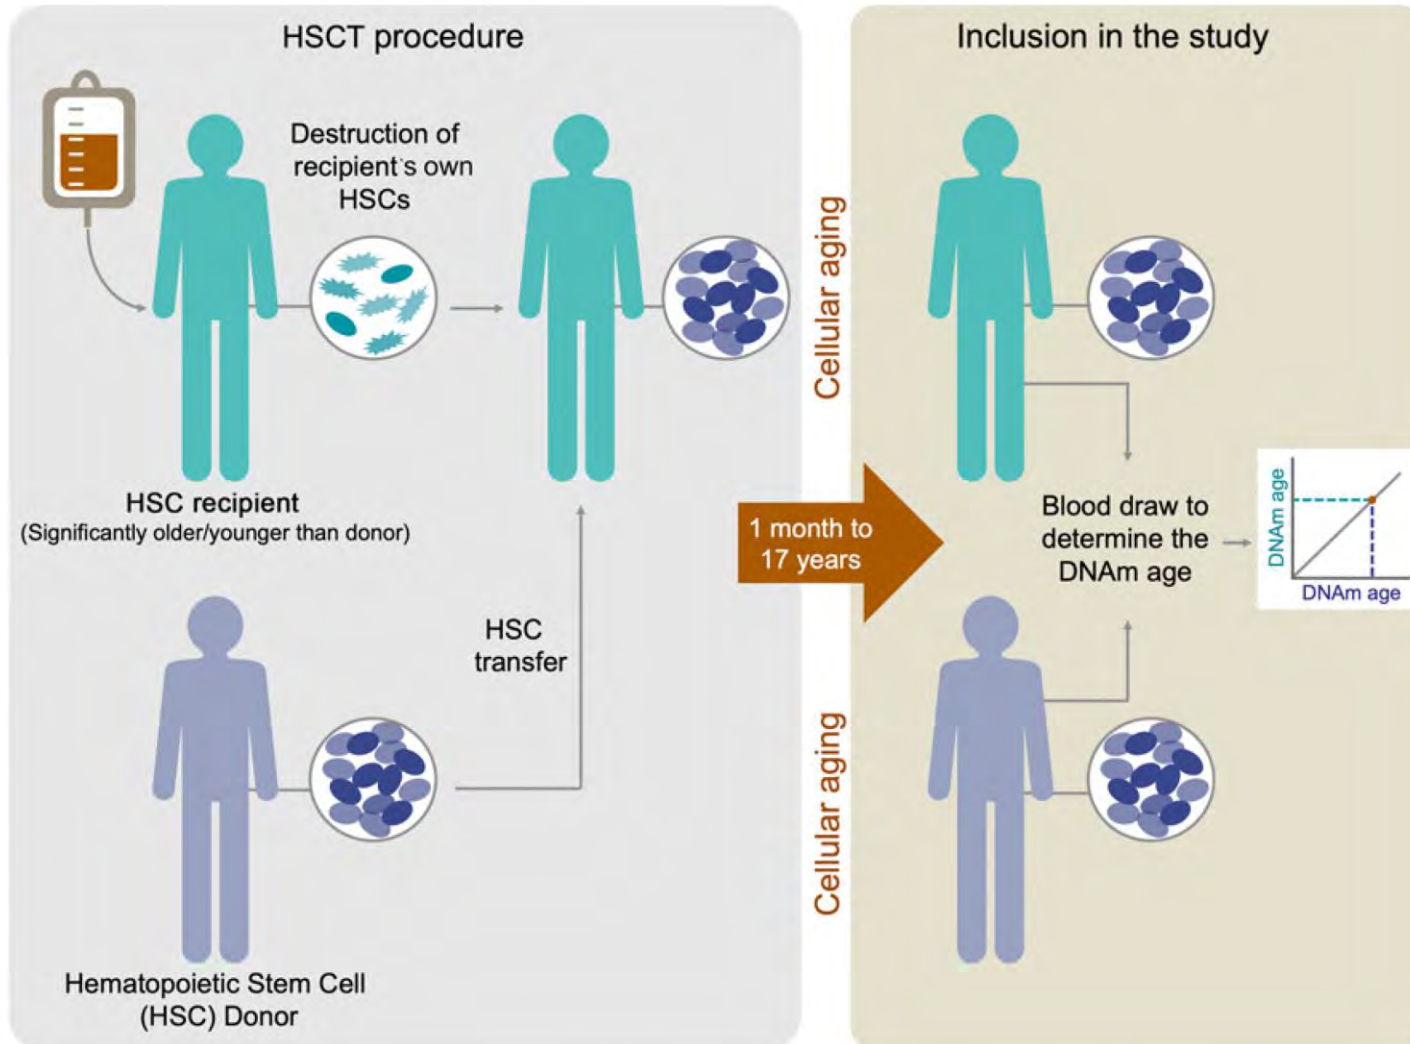 HSCT procedure
Destruction of
recipient's own
HSCs
HSC recipient
(Significantly older/younger than donor)
HSC
transfer
Hematopoietic Stem Cell
(HSC) Donor
Cellular aging
1 month to
17 years
Cellular aging
Inclusion in the study
Blood draw to
determine the
DNAm age
DNAm age
DNAm age